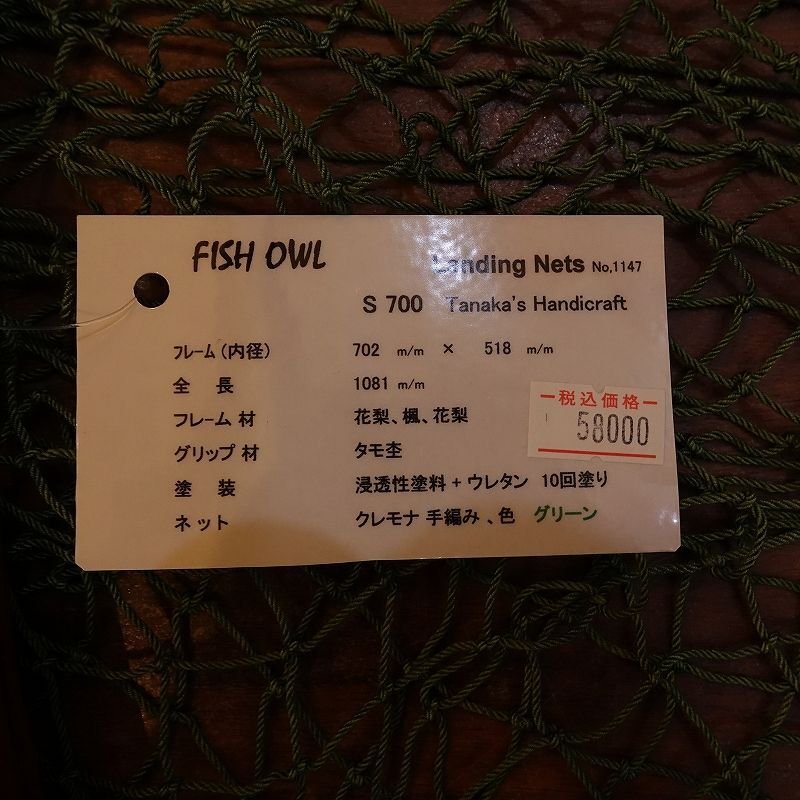 FISH OWL
Landing Nets No,1147
S 700 Tanaka's Handicraft
フレーム(内径) 702 m/m × 518 m/m
全 長 1081 m/m
フレーム 材 花梨、楓、花梨
グリップ 材 タモ杢
塗 装 浸透性塗料 + ウレタン 10回塗り
ネット クレモナ 手編み 、色 グリーン
税込価格
58000